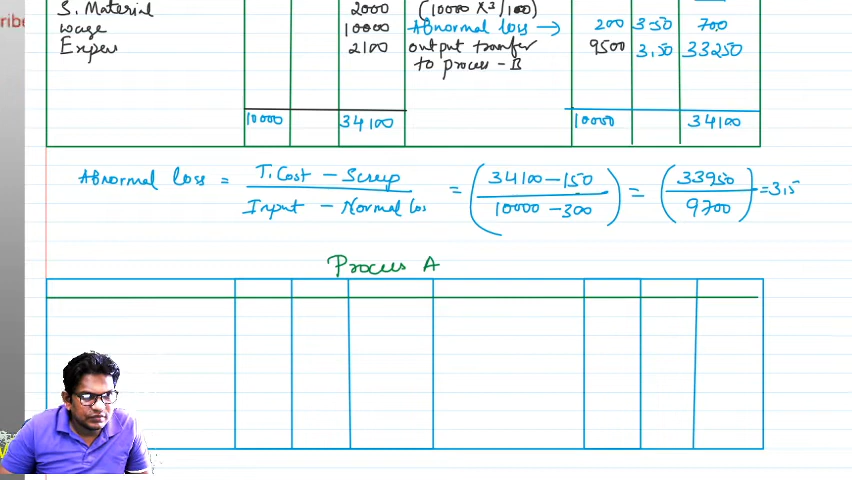 ribe
S. Material 2000 (10000 x 3/100)
wage 10000 Abnormal loss → 200 3.50 700
Expen 2100 output transfer 9500 3.50 33250
to process - B
10000 34100 10000 34100
Abnormal loss = T. Cost - Scrap / Input - Normal los = (34100 - 150 / 10000 - 300) = (33950 / 9700) = 3.5
Process A